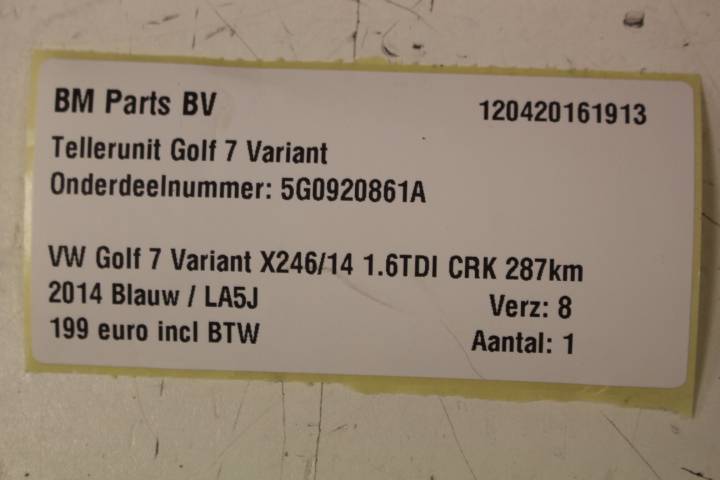 BM Parts BV 120420161913
Tellerunit Golf 7 Variant
Onderdeelnummer: 5G0920861A
VW Golf 7 Variant X246/14 1.6TDI CRK 287km
2014 Blauw / LA5J Verz: 8
199 euro incl BTW Aantal: 1